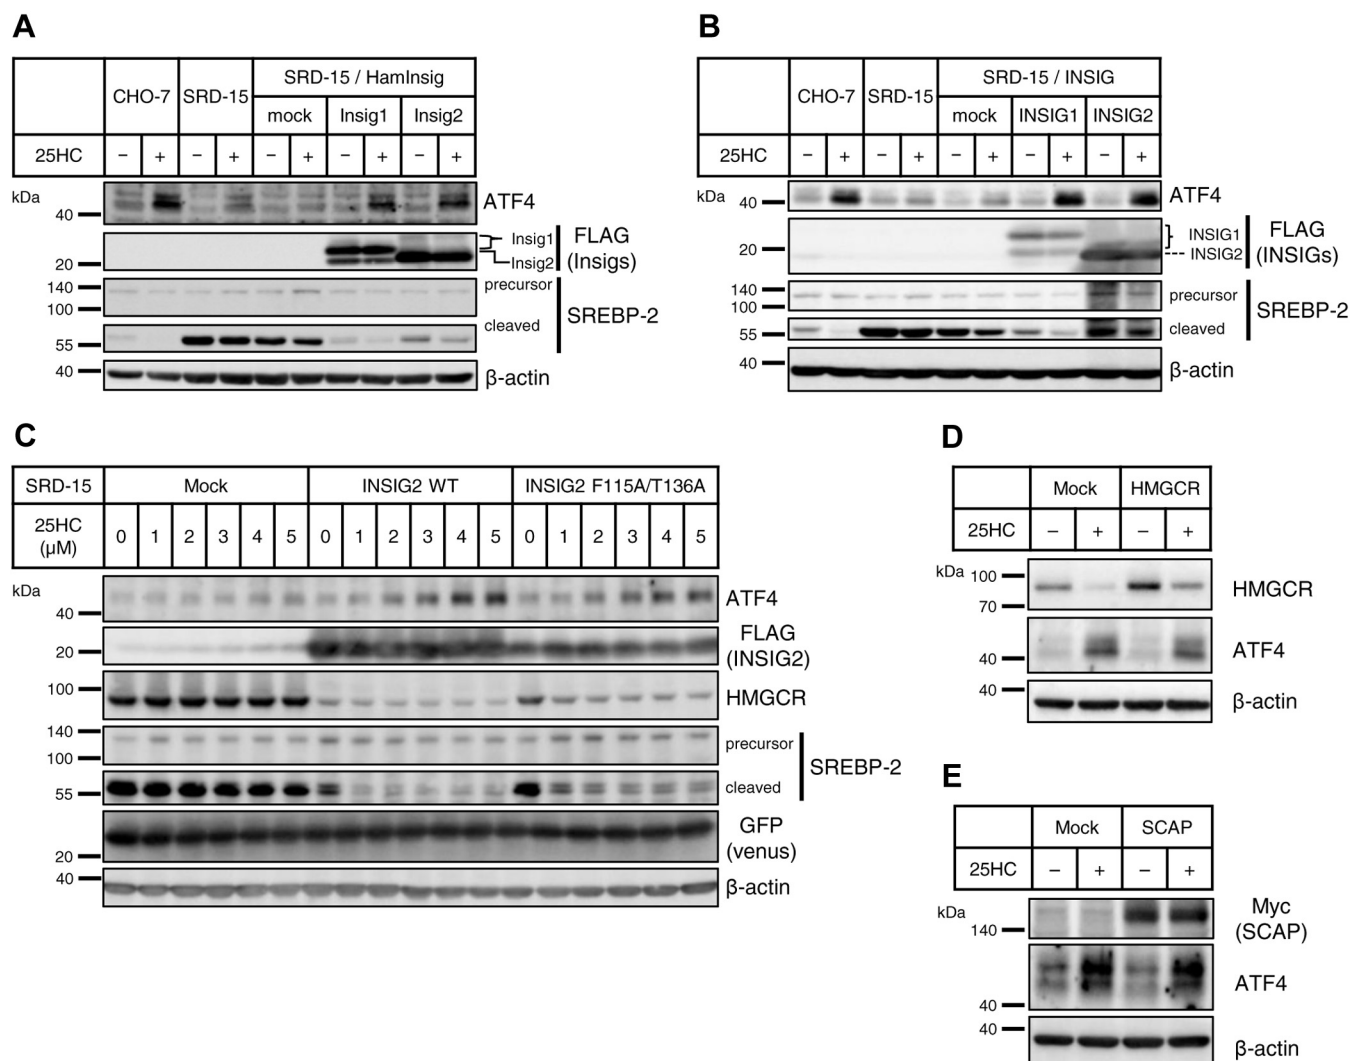 A
SRD-15 / HamInsig
CHO-7 SRD-15
mock Insig1 Insig2
25HC − + − + − + − + − +
kDa
40 ATF4
Insig1 FLAG
20 Insig2 (Insigs)
140 precursor
100 SREBP-2
cleaved
55
40 β-actin
B
SRD-15 / INSIG
CHO-7 SRD-15
mock INSIG1 INSIG2
25HC − + − + − + − + − +
kDa
40 ATF4
INSIG1 FLAG
20 INSIG2 (INSIGs)
140 precursor
100 SREBP-2
55 cleaved
40 β-actin
C
SRD-15 Mock INSIG2 WT INSIG2 F115A/T136A
25HC
(μM) 0 1 2 3 4 5 0 1 2 3 4 5 0 1 2 3 4 5
kDa
40 ATF4
FLAG
20 (INSIG2)
100
HMGCR
140 precursor
100 SREBP-2
55 cleaved
GFP
20 (venus)
40 β-actin
D
Mock HMGCR
25HC − + − +
kDa 100 HMGCR
70
40 ATF4
40 β-actin
E
Mock SCAP
25HC − + − +
kDa Myc
140 (SCAP)
ATF4
40
40 β-actin